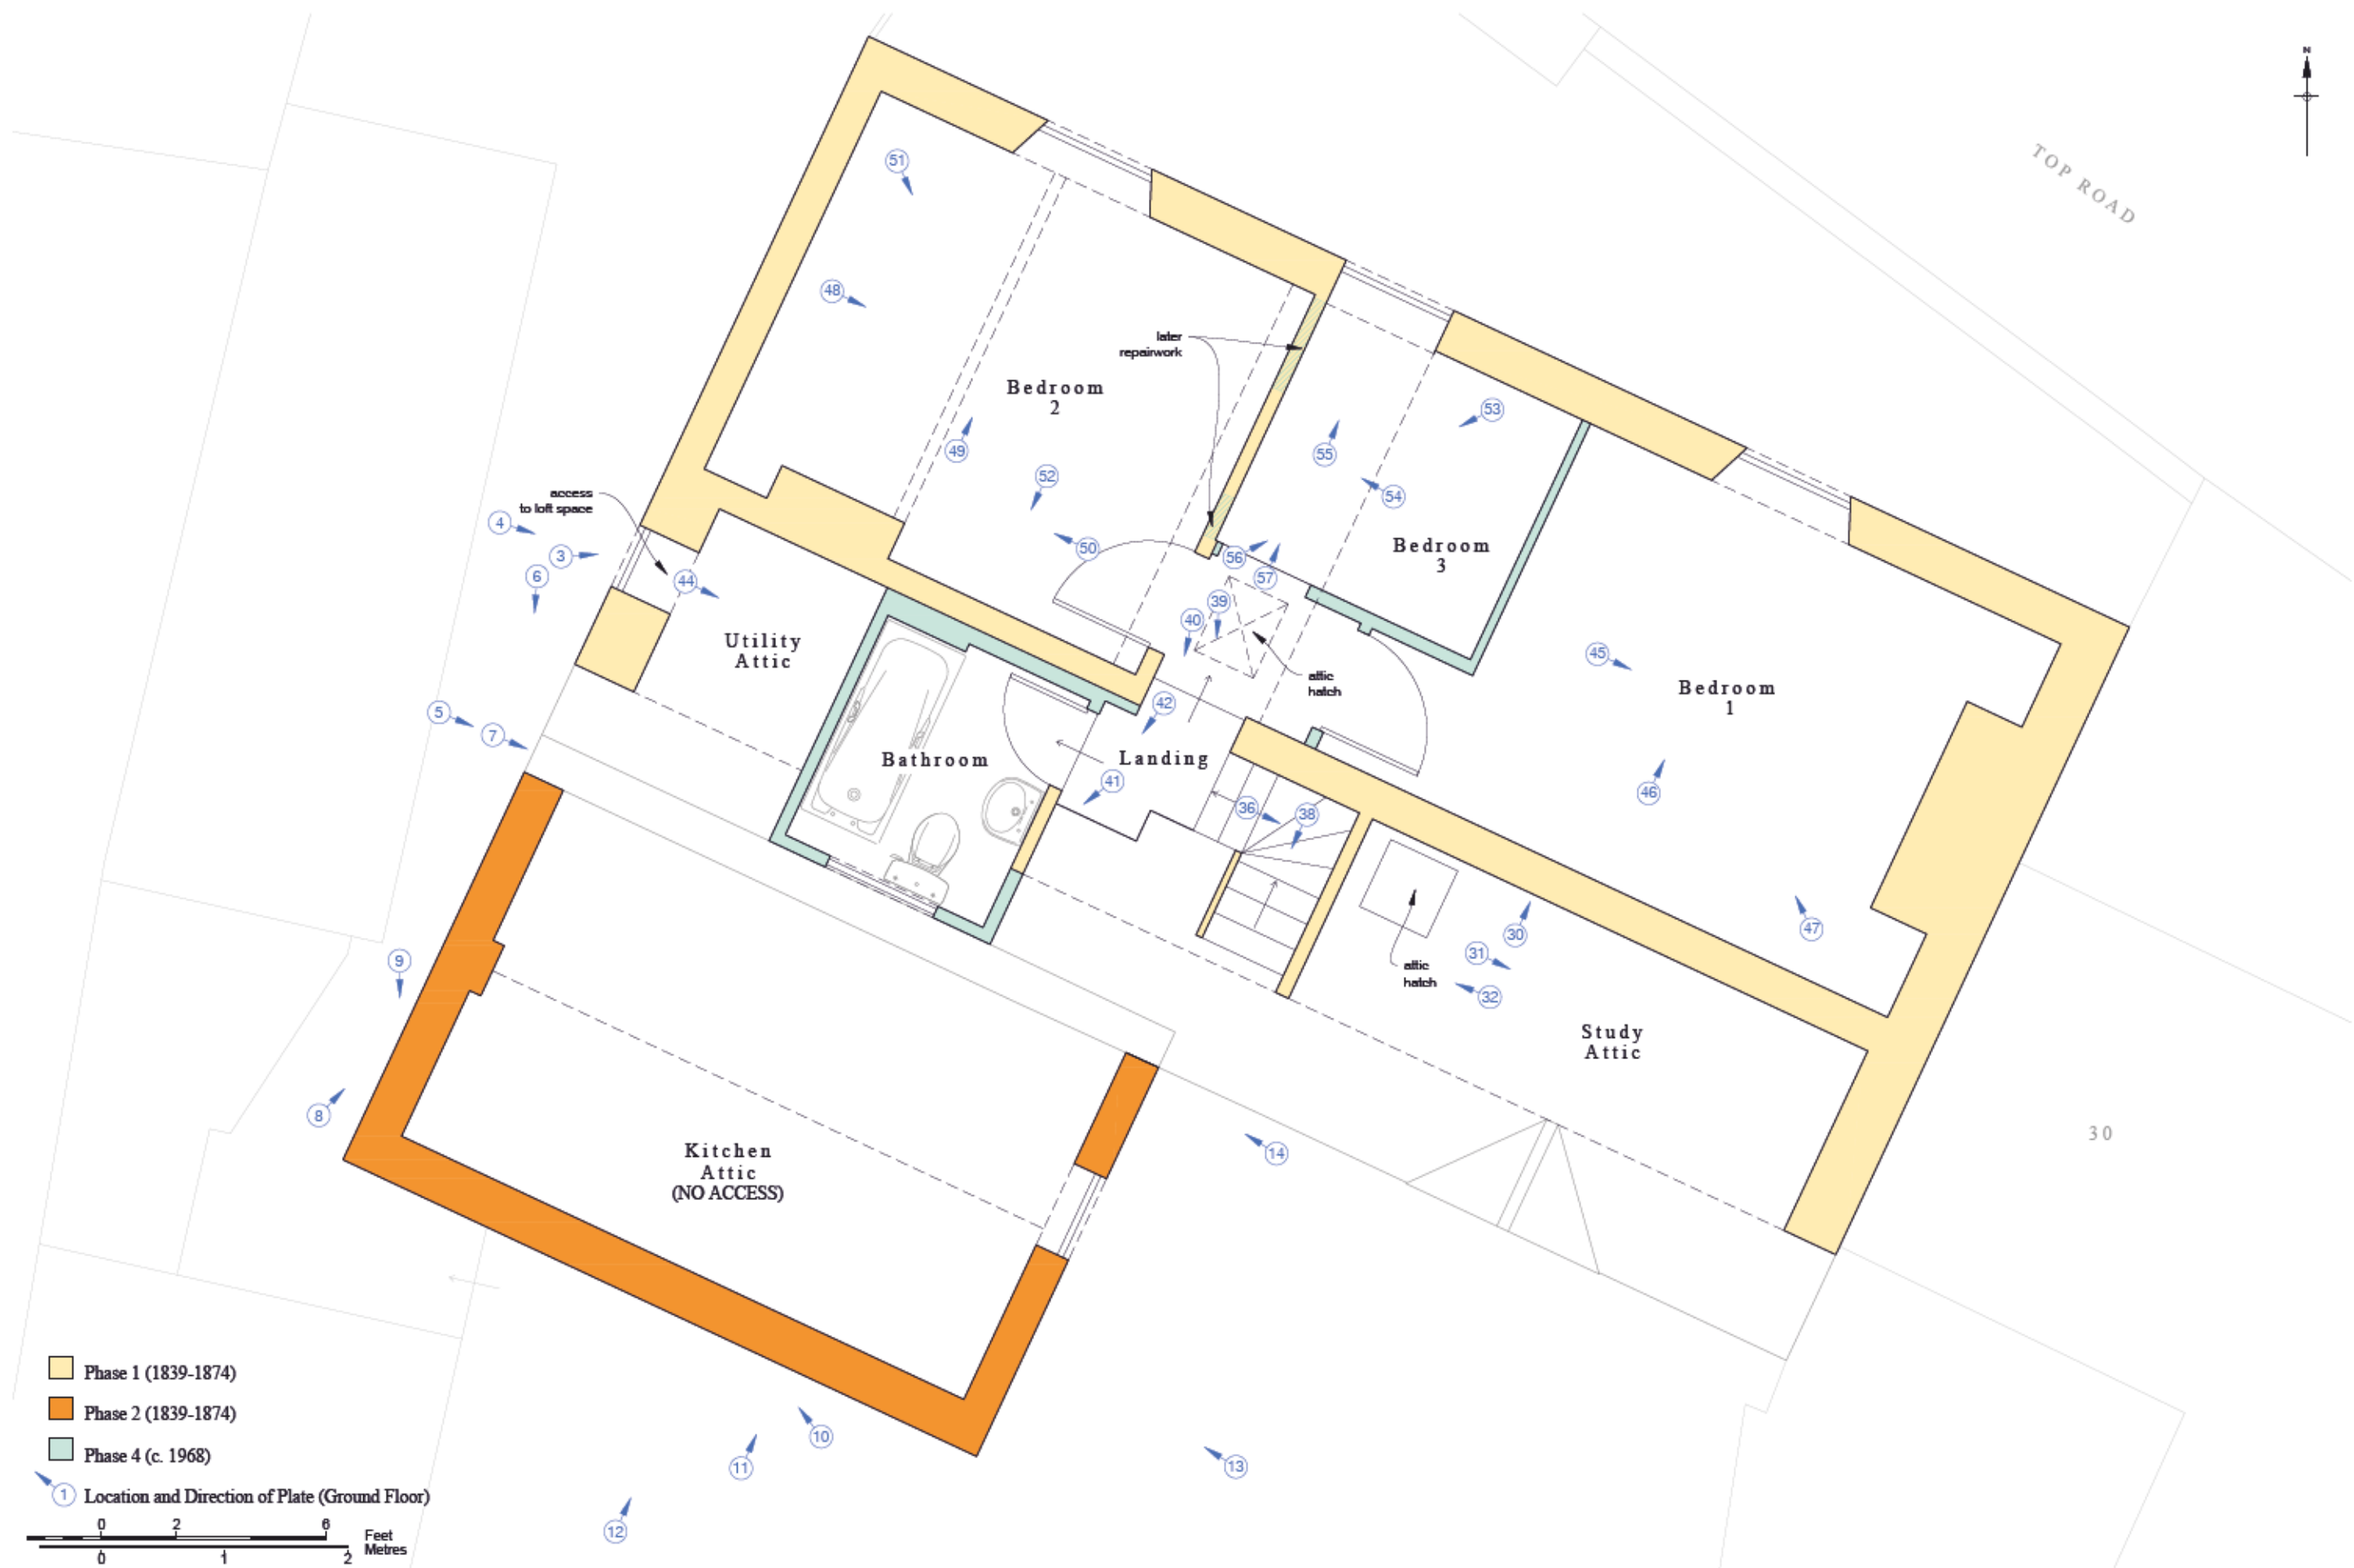 N
TOP ROAD
51
48
later
repairwork
Bedroom
2
53
55
49
52
54
access
to loft space
4
3
50
56
57
Bedroom
3
6
44
39
40
Utility
Attic
45
attic
hatch
Bedroom
1
42
5
7
Bathroom
Landing
41
46
36
38
47
30
31
attic
hatch
32
9
Study
Attic
8
30
14
Kitchen
Attic
(NO ACCESS)
Phase 1 (1839-1874)
Phase 2 (1839-1874)
Phase 4 (c. 1968)
10
11
13
12
1
Location and Direction of Plate (Ground Floor)
0 2 6
Feet
Metres
0 1 2